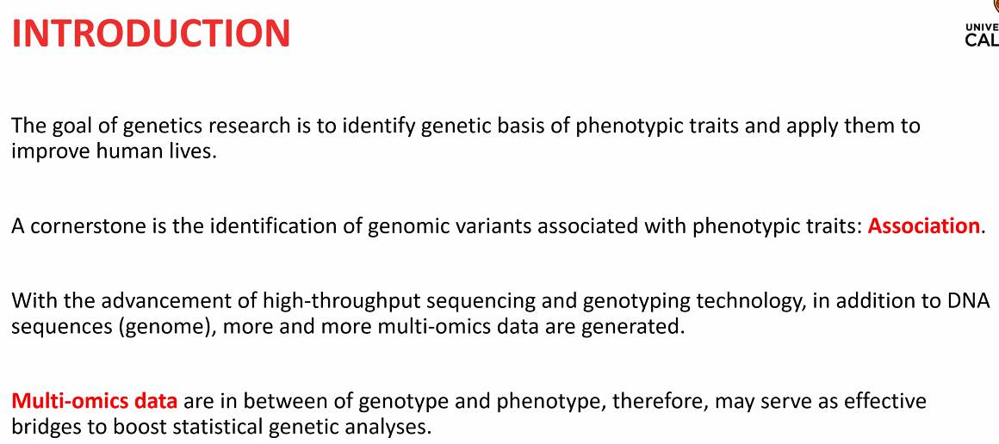 INTRODUCTION
UNIVE
CAL
The goal of genetics research is to identify genetic basis of phenotypic traits and apply them to
improve human lives.
A cornerstone is the identification of genomic variants associated with phenotypic traits: Association.
With the advancement of high-throughput sequencing and genotyping technology, in addition to DNA
sequences (genome), more and more multi-omics data are generated.
Multi-omics data are in between of genotype and phenotype, therefore, may serve as effective
bridges to boost statistical genetic analyses.